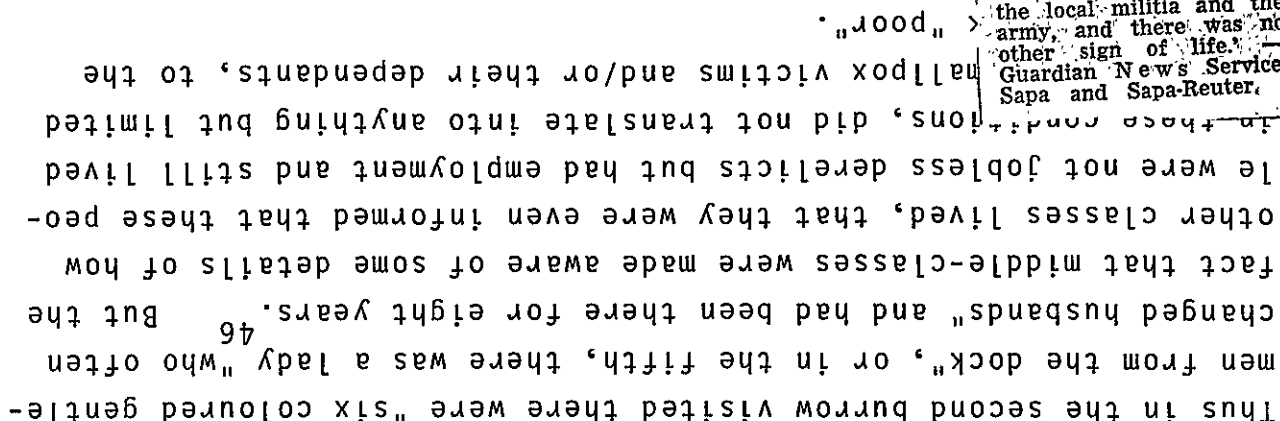 the local militia and the
army, and there was no
other sign of life.' —
Guardian News Service
Sapa and Sapa-Reuter.
Thus in the second burrow visited there were "six coloured gentle-
men from the dock", or in the fifth, there was a lady "who often
changed husbands" and had been there for eight years.46 But the
fact that middle-classes were made aware of some details of how
other classes lived, that they were even informed that these peo-
le were not jobless derelicts but had employment and still lived
in these conditions, did not translate into anything but limited
mallpox victims and/or their dependants, to the
"poor".